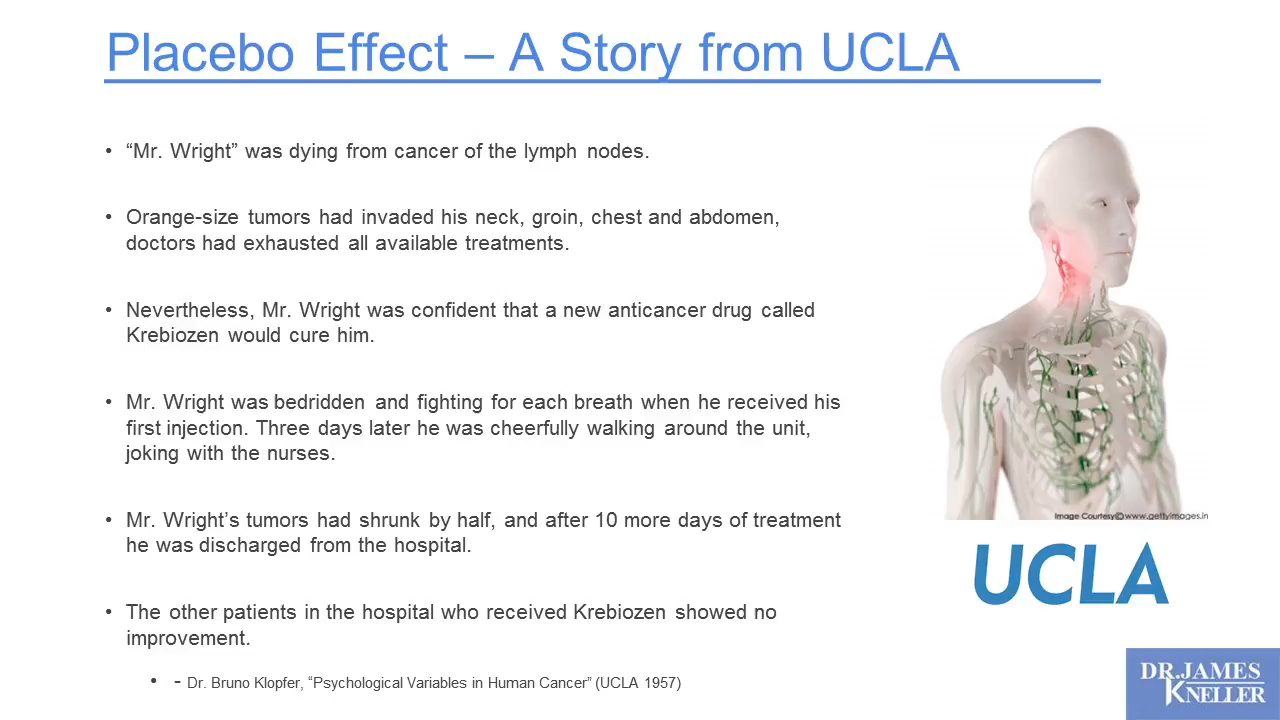 Placebo Effect – A Story from UCLA
• “Mr. Wright” was dying from cancer of the lymph nodes.
• Orange-size tumors had invaded his neck, groin, chest and abdomen,
doctors had exhausted all available treatments.
• Nevertheless, Mr. Wright was confident that a new anticancer drug called
Krebiozen would cure him.
• Mr. Wright was bedridden and fighting for each breath when he received his
first injection. Three days later he was cheerfully walking around the unit,
joking with the nurses.
• Mr. Wright’s tumors had shrunk by half, and after 10 more days of treatment
he was discharged from the hospital.
• The other patients in the hospital who received Krebiozen showed no
improvement.
• - Dr. Bruno Klopfer, “Psychological Variables in Human Cancer” (UCLA 1957)
Image Courtesy©www.gettyimages.in
UCLA
DR.JAMES
KNELLER